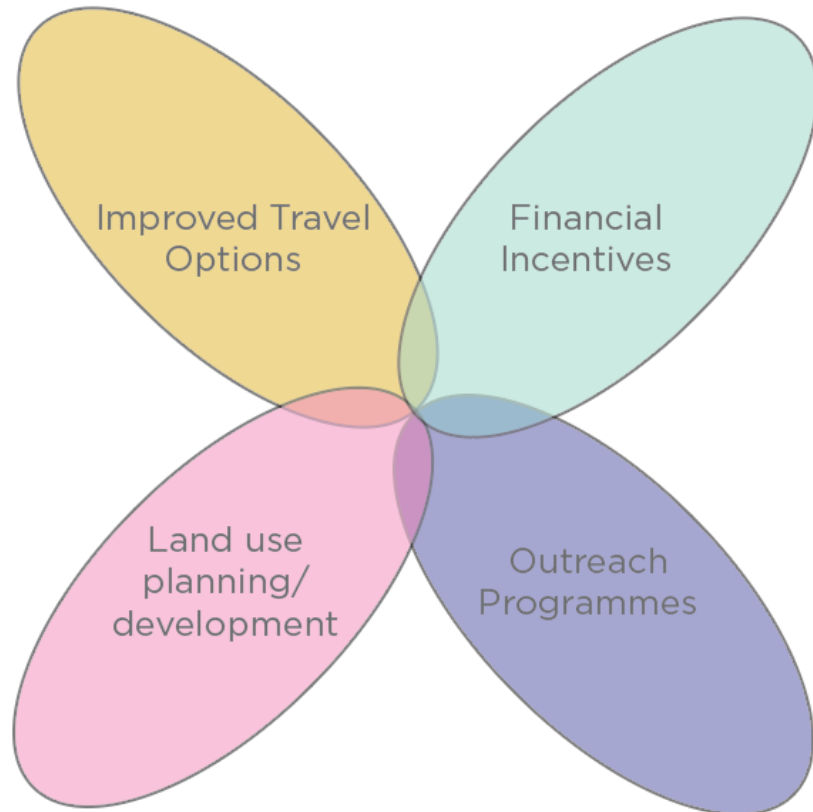 Improved Travel
Options
Financial
Incentives
Land use
planning/
development
Outreach
Programmes